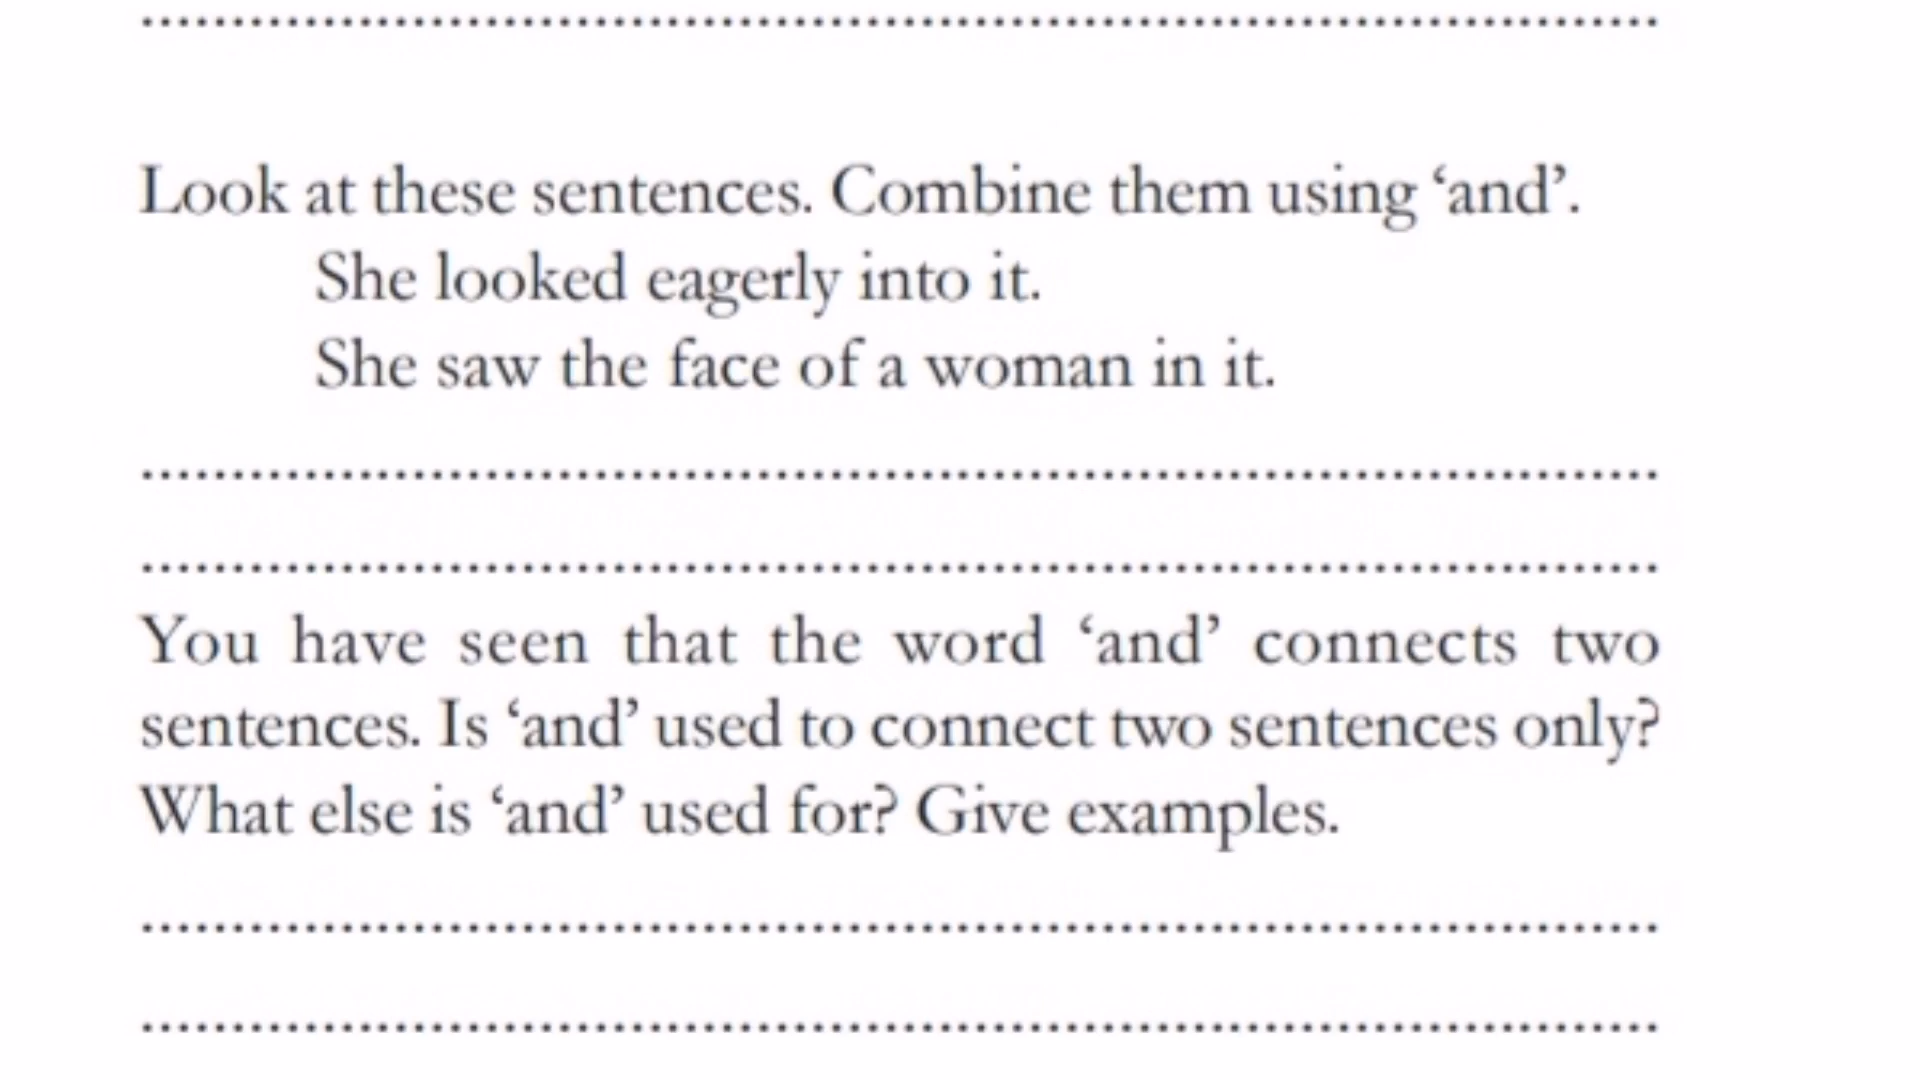 Look at these sentences. Combine them using ‘and’.
She looked eagerly into it.
She saw the face of a woman in it.
You have seen that the word ‘and’ connects two
sentences. Is ‘and’ used to connect two sentences only?
What else is ‘and’ used for? Give examples.